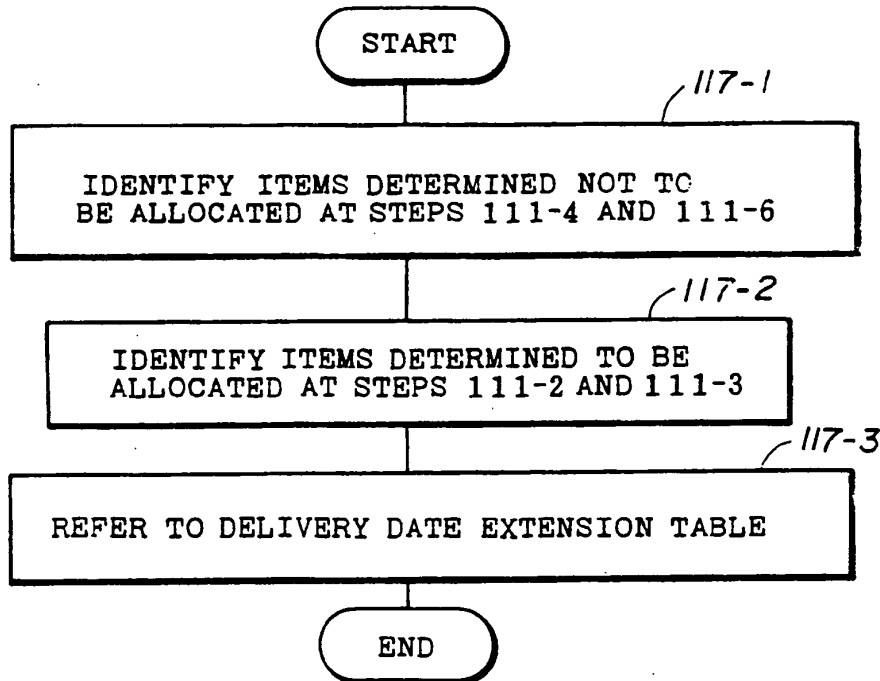 START
117-1
IDENTIFY ITEMS DETERMINED NOT TO
BE ALLOCATED AT STEPS 111-4 AND 111-6
117-2
IDENTIFY ITEMS DETERMINED TO BE
ALLOCATED AT STEPS 111-2 AND 111-3
117-3
REFER TO DELIVERY DATE EXTENSION TABLE
END